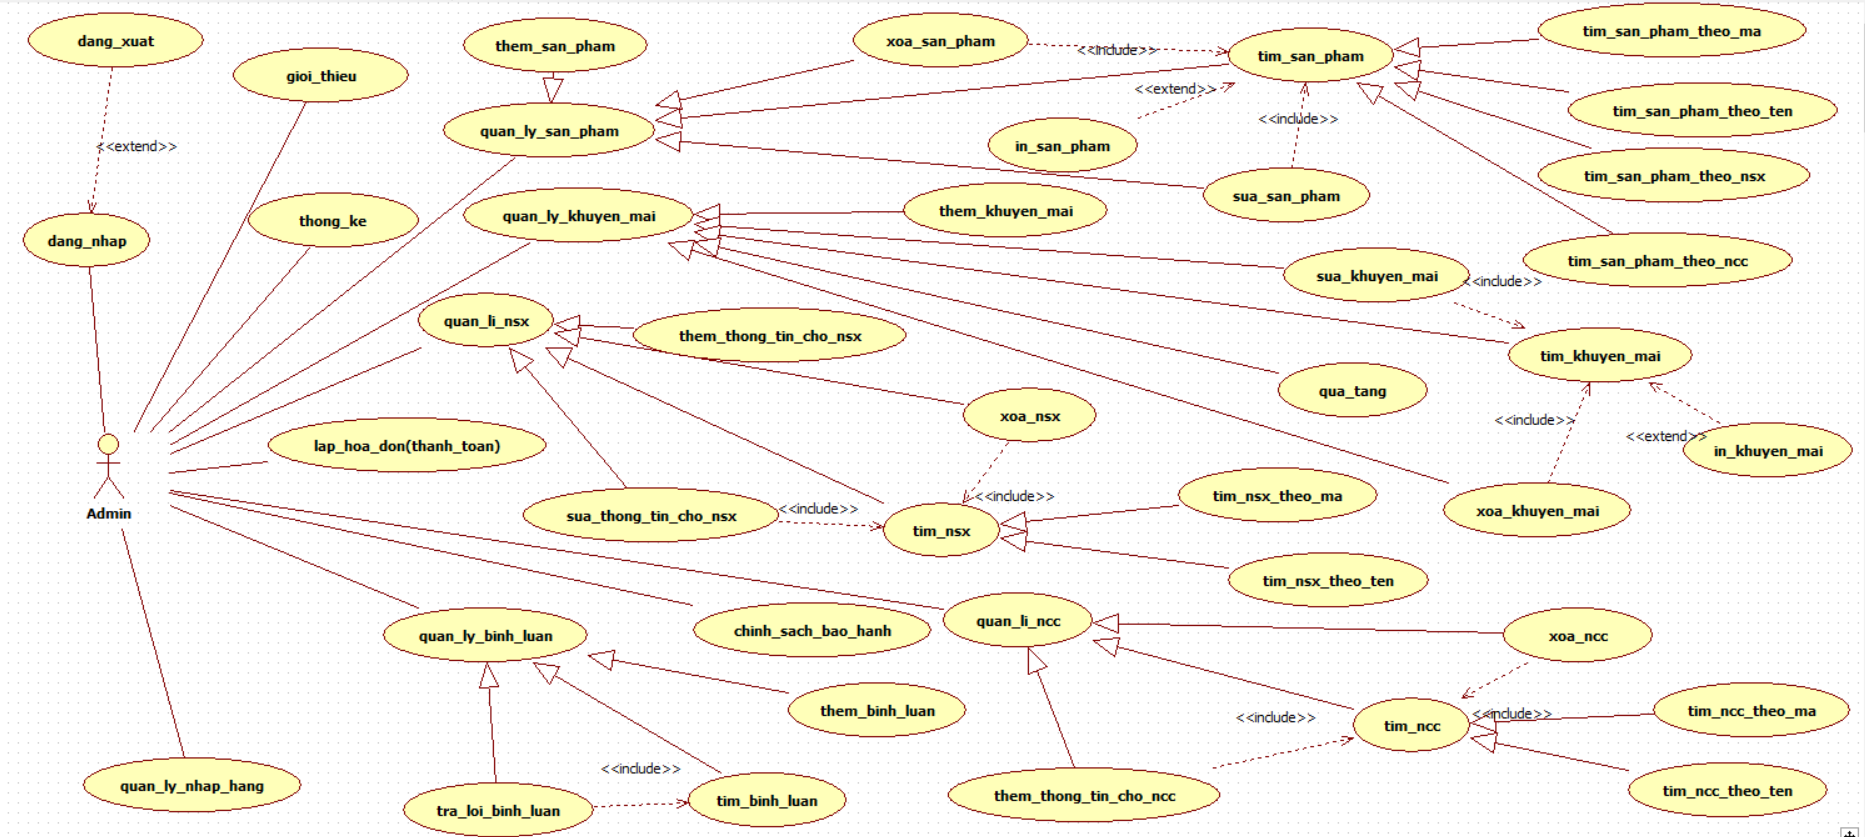 dang_xuat
them_san_pham
xoa_san_pham
<<include>>
tim_san_pham
tim_san_pham_theo_ma
gioi_thieu
<<extend>>
tim_san_pham_theo_ten
quan_ly_san_pham
<<include>>
<<extend>>
in_san_pham
tim_san_pham_theo_nsx
sua_san_pham
quan_ly_khuyen_mai
them_khuyen_mai
thong_ke
dang_nhap
tim_san_pham_theo_ncc
sua_khuyen_mai
<<include>>
quan_li_nsx
them_thong_tin_cho_nsx
tim_khuyen_mai
qua_tang
xoa_nsx
<<include>>
<<extend>>
in_khuyen_mai
lap_hoa_don(thanh_toan)
<<include>>
tim_nsx_theo_ma
Admin
sua_thong_tin_cho_nsx
<<include>>
xoa_khuyen_mai
tim_nsx
tim_nsx_theo_ten
quan_li_ncc
quan_ly_binh_luan
chinh_sach_bao_hanh
xoa_ncc
them_binh_luan
<<include>>
<<include>>
tim_ncc_theo_ma
tim_ncc
<<include>>
quan_ly_nhap_hang
tim_binh_luan
them_thong_tin_cho_ncc
tim_ncc_theo_ten
tra_loi_binh_luan